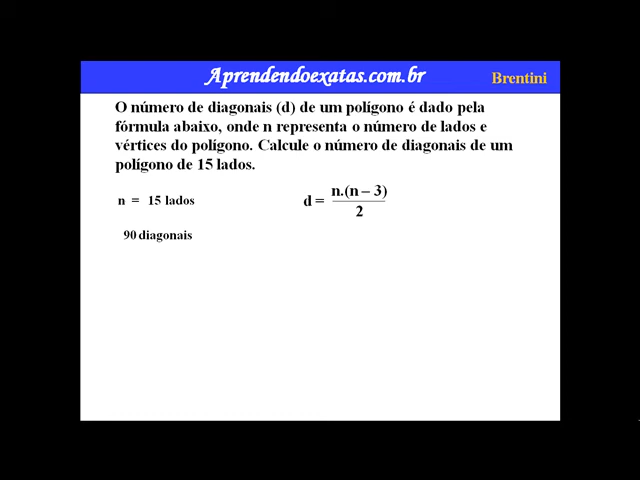 Aprendendoexatas.com.br
Brentini
O número de diagonais (d) de um polígono é dado pela
fórmula abaixo, onde n representa o número de lados e
vértices do polígono. Calcule o número de diagonais de um
polígono de 15 lados.
n = 15 lados
d = n.(n – 3)
2
90 diagonais